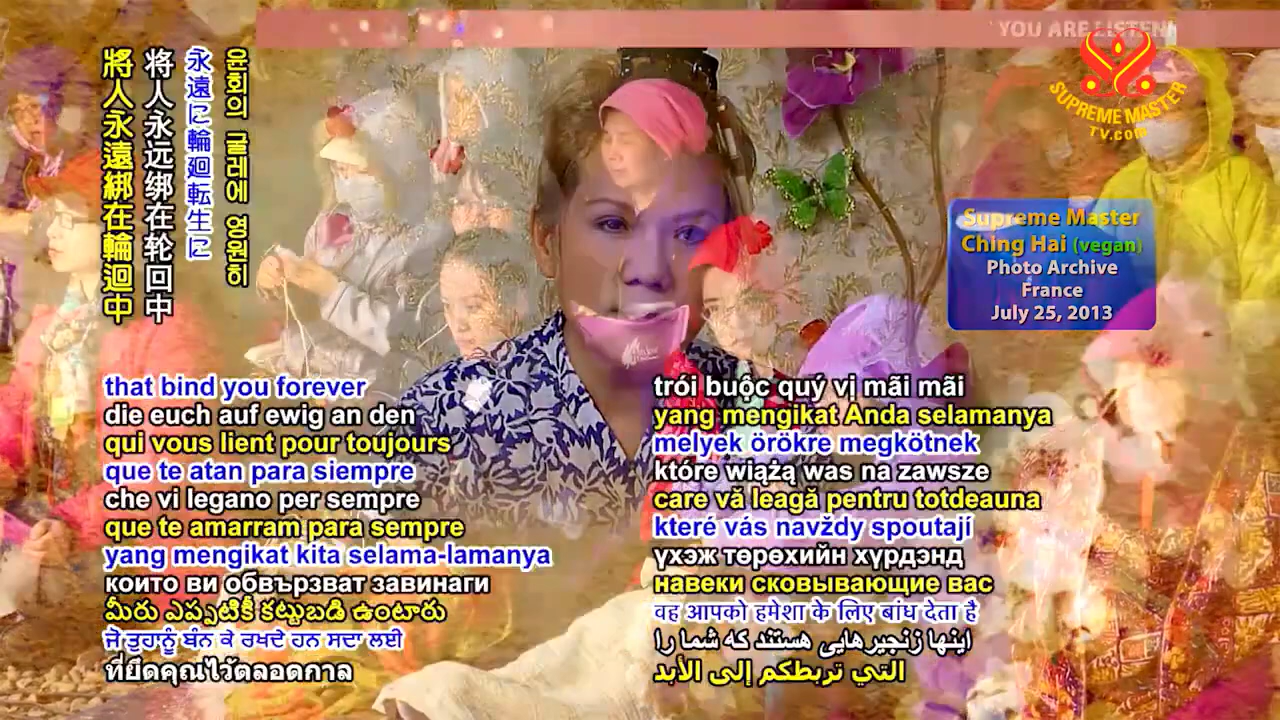 YOU ARE LISTENI
SUPREME MASTER
TV.COM
將人永遠綁在輪迴中
将人永远绑在轮回中
永遠に輪廻転生に
윤회의 굴레에 영원히
Supreme Master
Ching Hai (vegan)
Photo Archive
France
July 25, 2013
that bind you forever
die euch auf ewig an den
qui vous lient pour toujours
que te atan para siempre
che vi legano per sempre
que te amarram para sempre
yang mengikat kita selama-lamanya
които ви обвързват завинаги
మీరు ఎప్పటికీ కట్టుబడి ఉంటారు
ਜੋ ਤੁਹਾਨੂੰ ਬੰਨ ਕੇ ਰਖਦੇ ਹਨ ਸਦਾ ਲਈ
ที่ยึดคุณไว้ตลอดกาล
trói buộc quý vị mãi mãi
yang mengikat Anda selamanya
melyek örökre megkötnek
które wiążą was na zawsze
care vă leagă pentru totdeauna
které vás navždy spoutají
үхэж төрөхийн хүрдэнд
навеки сковывающие вас
वह आपको हमेशा के लिए बांध देता है
اینها زنجیرهایی هستند که شما را
التي تربطكم إلى الأبد